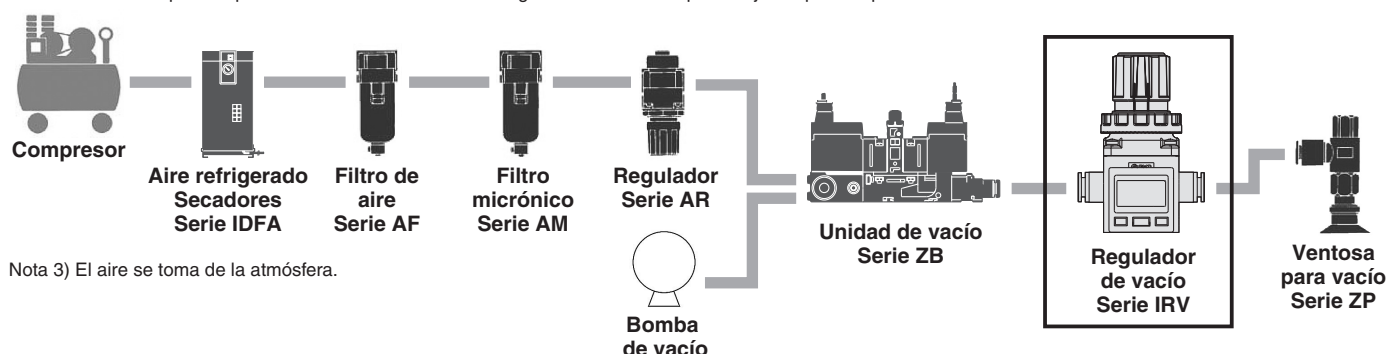 Compresor
Aire refrigerado
Secadores
Serie IDFA
Filtro de
aire
Serie AF
Filtro
micrónico
Serie AM
Regulador
Serie AR
Unidad de vacío
Serie ZB
Regulador
de vacío
Serie IRV
Ventosa
para vacío
Serie ZP
Nota 3) El aire se toma de la atmósfera.
Bomba
de vacío